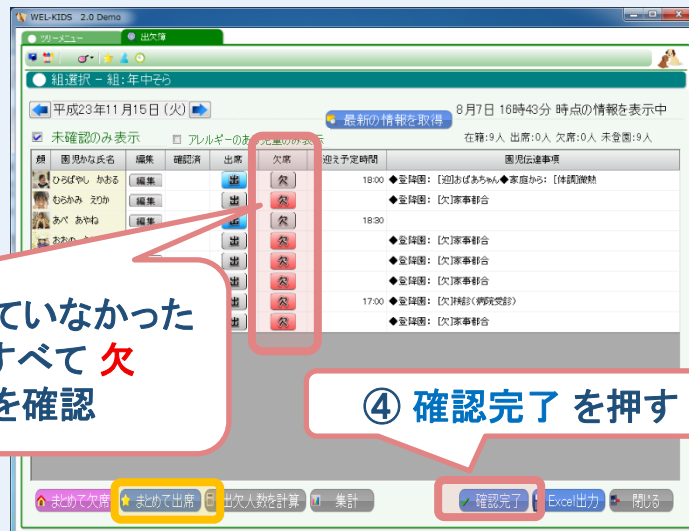 WEL-KIDS 2.0 Demo
ツリーメニュー 出欠簿
組選択 - 組:年中そら
平成23年11月15日(火)
最新の情報を取得
8月7日 16時43分 時点の情報を表示中
未確認のみ表示
アレルギーのある児童のみ表示
在籍:9人 出席:0人 欠席:0人 未登園:9人
顔 園児かな氏名 編集 確認済 出席 欠席 迎え予定時間 園児伝達事項
ひらばやし かおる 編集 出 欠 18:00 ◆登降園: [迎]おばあちゃん◆家庭から: [体調]微熱
むらかみ えりか 編集 出 欠 ◆登降園: [欠]家事都合
あべ あやね 編集 出 欠 18:30
出 欠 ◆登降園: [欠]家事都合
出 欠 ◆登降園: [欠]家事都合
出 欠 ◆登降園: [欠]家事都合
出 欠 17:00 ◆登降園: [欠]検診(病院受診)
出 欠 ◆登降園: [欠]家事都合
ていなかった
すべて 欠
を確認
④ 確認完了 を押す
まとめて欠席 まとめて出席 出欠人数を計算 集計 確認完了 Excel出力 閉じる